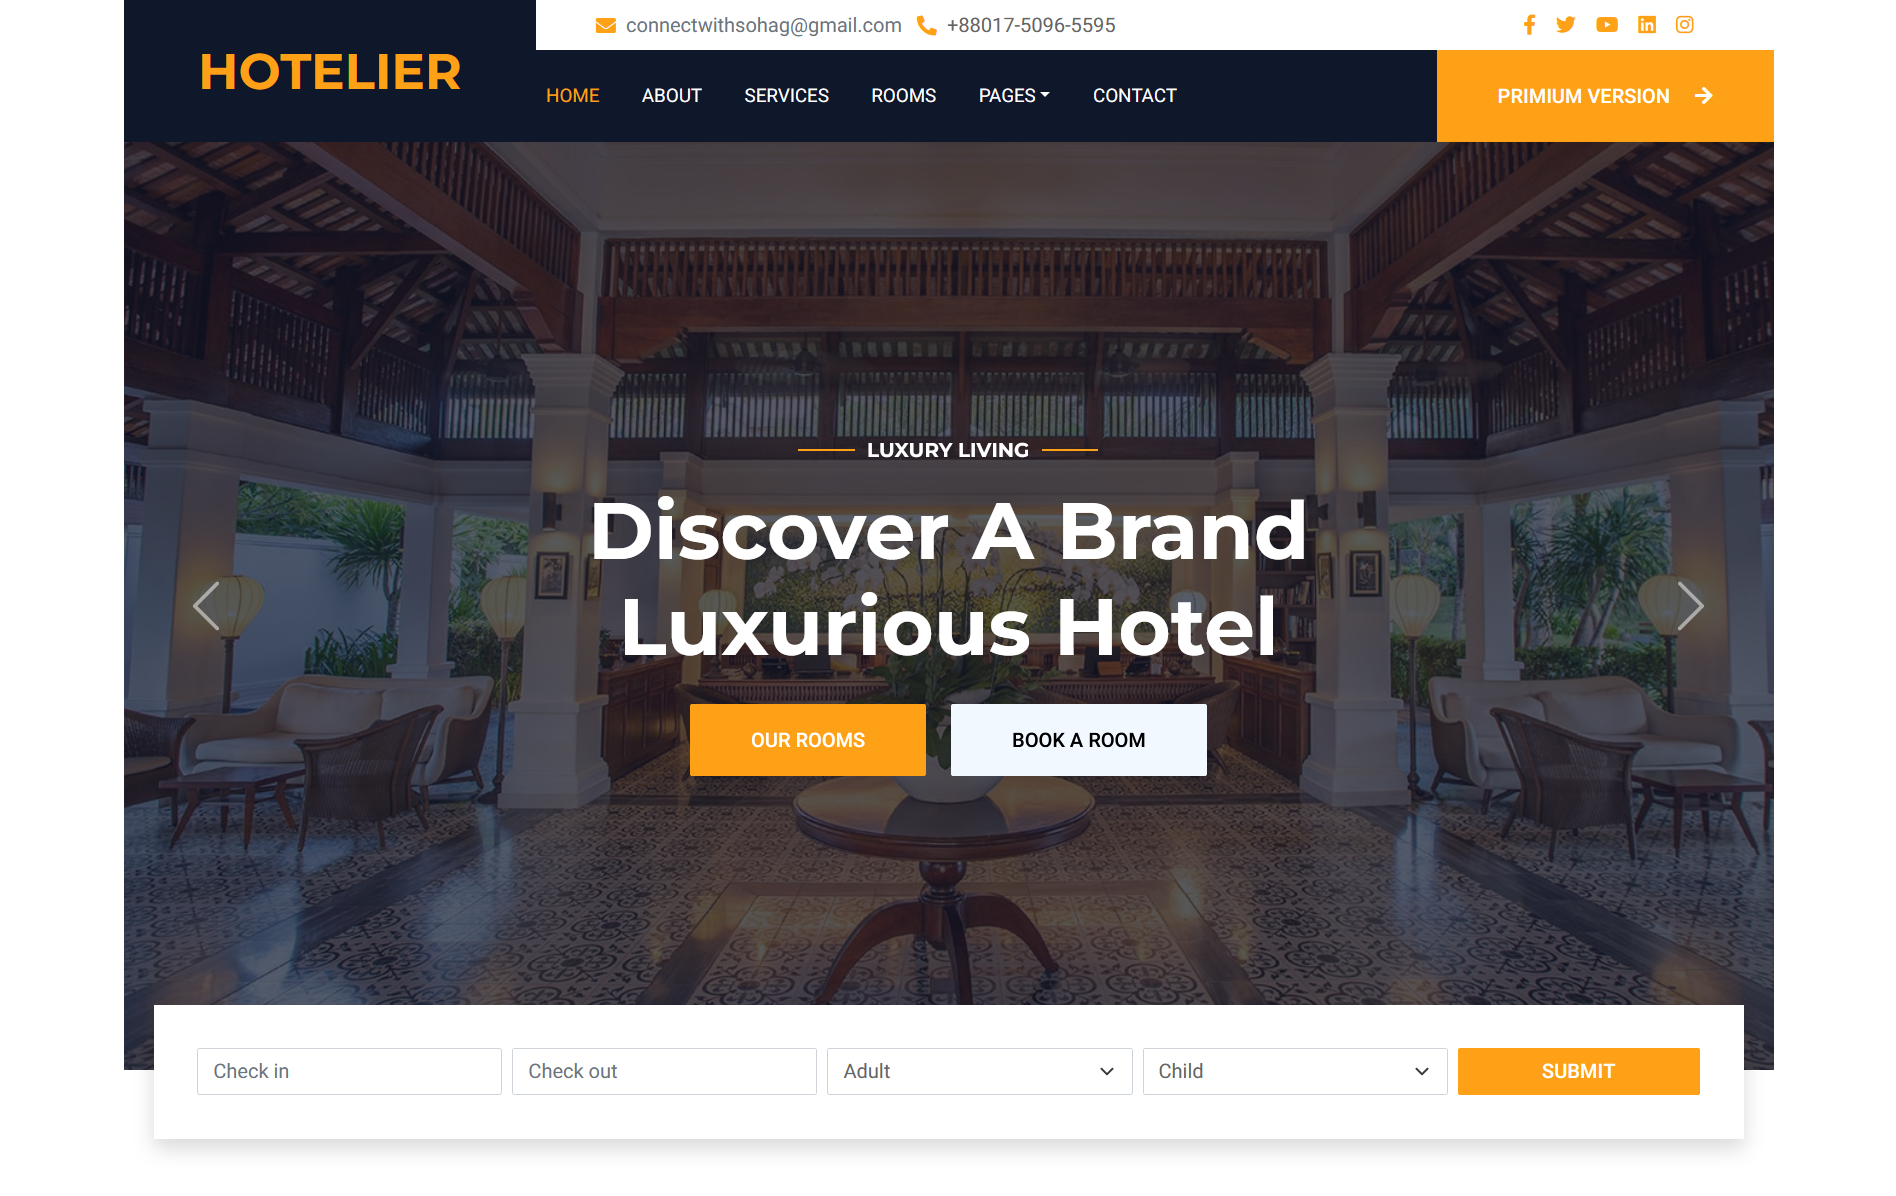 HOTELIER
connectwithsohag@gmail.com +88017-5096-5595
HOME ABOUT SERVICES ROOMS PAGES CONTACT
PRIMIUM VERSION
LUXURY LIVING
Discover A Brand
Luxurious Hotel
OUR ROOMS BOOK A ROOM
Check in Check out Adult Child SUBMIT